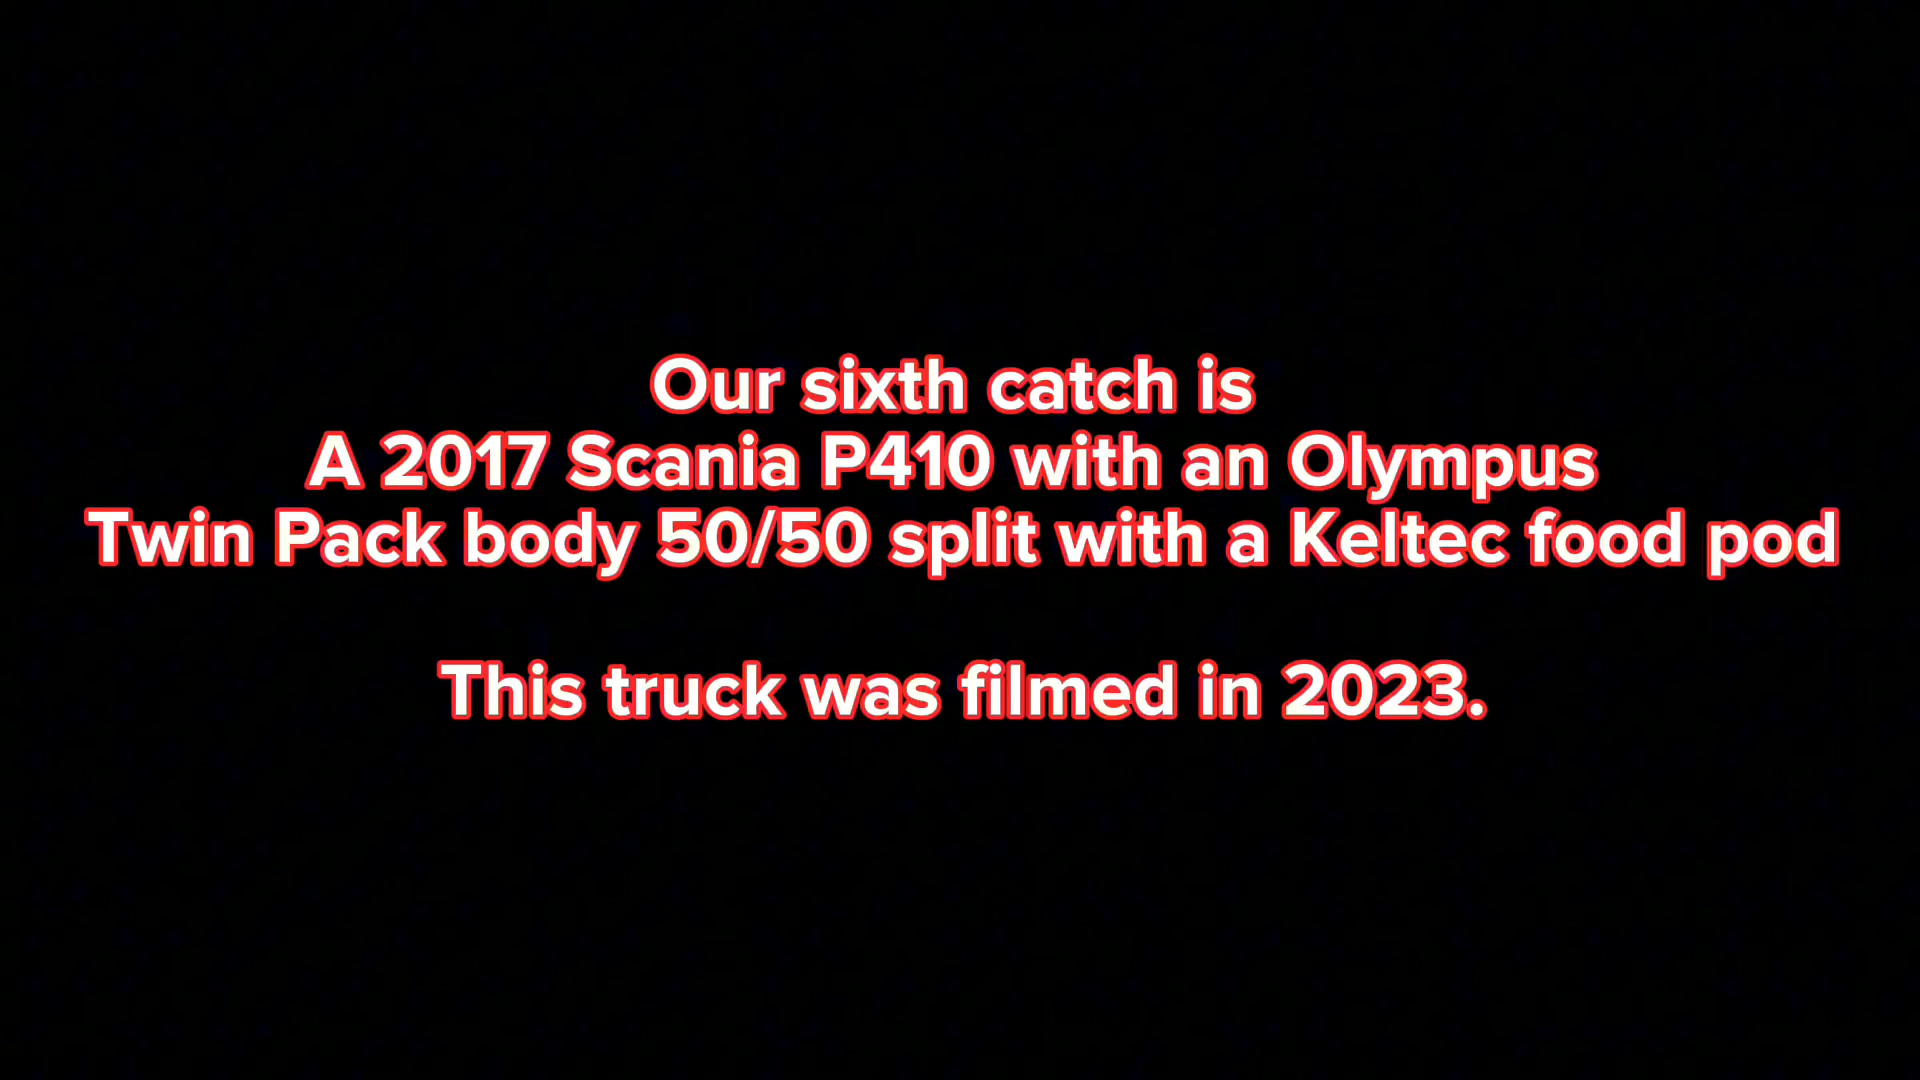 Our sixth catch is
A 2017 Scania P410 with an Olympus
Twin Pack body 50/50 split with a Keltec food pod
This truck was filmed in 2023.